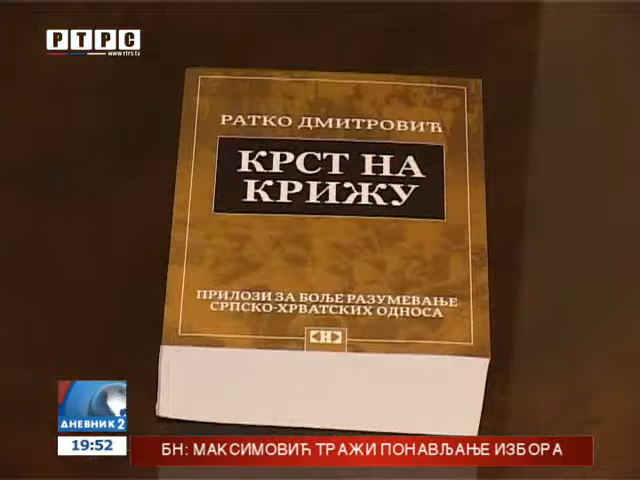 РТРС
www.rtrs.tv
РАТКО ДМИТРОВИЋ
КРСТ НА
КРИЖУ
ПРИЛОЗИ ЗА БОЉЕ РАЗУМЕВАЊЕ
СРПСКО-ХРВАТСКИХ ОДНОСА
Н
ДНЕВНИК 2
19:52
БН: МАКСИМОВИЋ ТРАЖИ ПОНАВЉАЊЕ ИЗБОРА